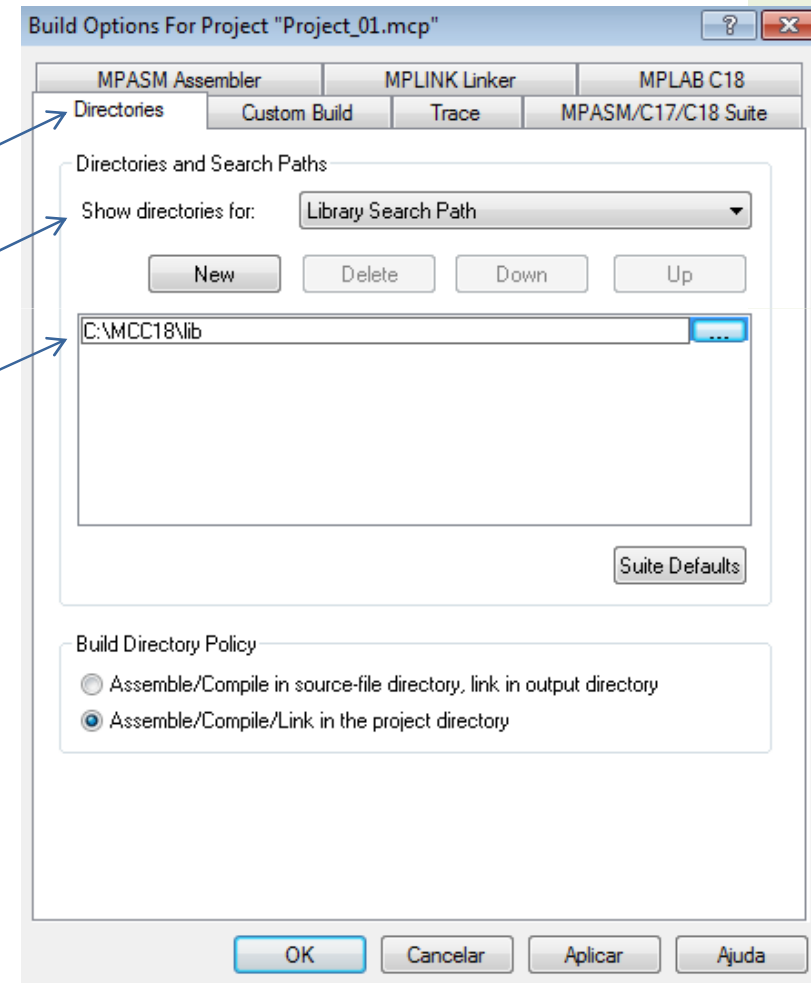 Build Options For Project "Project_01.mcp"
MPASM Assembler MPLINK Linker MPLAB C18
Directories Custom Build Trace MPASM/C17/C18 Suite
Directories and Search Paths
Show directories for: Library Search Path
New Delete Down Up
C:\MCC18\lib ...
Suite Defaults
Build Directory Policy
Assemble/Compile in source-file directory, link in output directory
Assemble/Compile/Link in the project directory
OK Cancelar Aplicar Ajuda